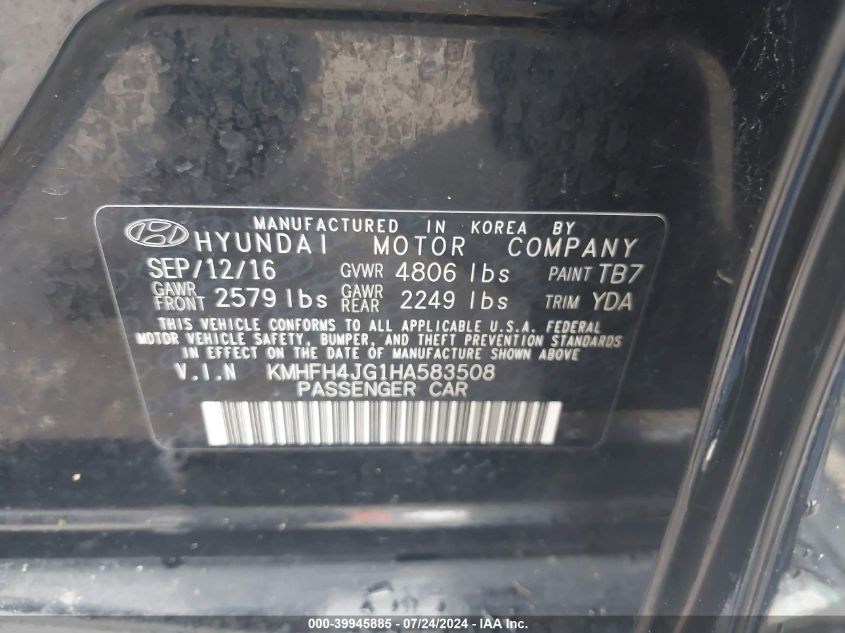 MANUFACTURED IN KOREA BY
HYUNDAI MOTOR COMPANY
SEP/12/16 GVWR 4806 lbs PAINT TB7
GAWR FRONT 2579 lbs GAWR REAR 2249 lbs TRIM YDA
THIS VEHICLE CONFORMS TO ALL APPLICABLE U.S.A. FEDERAL
MOTOR VEHICLE SAFETY, BUMPER, AND THEFT PREVENTION STANDARDS
IN EFFECT ON THE DATE OF MANUFACTURE SHOWN ABOVE
V.I.N KMHFH4JG1HA583508
PASSENGER CAR
000-39945885 - 07/24/2024 - © IAA Inc.